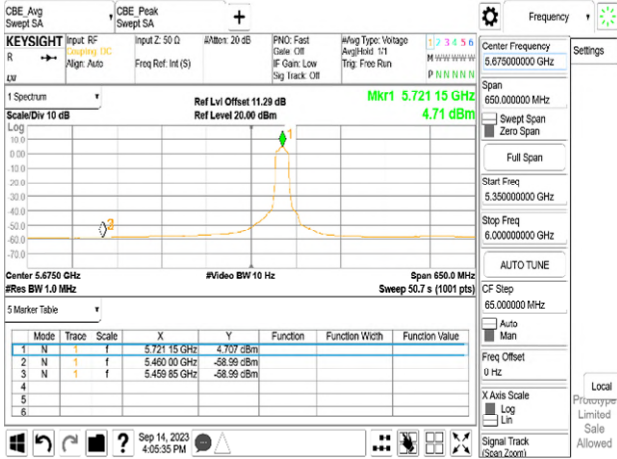 CBE_Avg
Swept SA
CBE_Peak
Swept SA
+
Frequency
Settings
KEYSIGHT
R
Input: RF
Coupling: DC
Align: Auto
Input Z: 50 Ω
Freq Ref: Int (S)
#Atten: 20 dB
PNO: Fast
Gate: Off
IF Gain: Low
Sig Track: Off
#Avg Type: Voltage
Avg|Hold: 1/1
Trig: Free Run
1 2 3 4 5 6
M W W W W W
P N N N N N
Center Frequency
5.675000000 GHz
Span
650.000000 MHz
Swept Span
Zero Span
Full Span
Start Freq
5.350000000 GHz
Stop Freq
6.000000000 GHz
AUTO TUNE
CF Step
65.000000 MHz
Auto
Man
Freq Offset
0 Hz
X Axis Scale
Log
Lin
Signal Track
(Span Zoom)
Local
Prototype
Limited
Sale
Allowed
1 Spectrum
Scale/Div 10 dB
Ref Lvl Offset 11.29 dB
Ref Level 20.00 dBm
Mkr1 5.721 15 GHz
4.71 dBm
Log
10.0
0.00
-10.0
-20.0
-30.0
-40.0
-50.0
-60.0
-70.0
1
Center 5.6750 GHz
#Res BW 1.0 MHz
#Video BW 10 Hz
Span 650.0 MHz
Sweep 50.7 s (1001 pts)
5 Marker Table
Mode Trace Scale X Y Function Function Width Function Value
1 N 1 f 5.721 15 GHz 4.707 dBm
2 N 1 f 5.460 00 GHz -58.99 dBm
3 N 1 f 5.459 85 GHz -58.99 dBm
4
5
6
?
Sep 14, 2023
4:05:35 PM